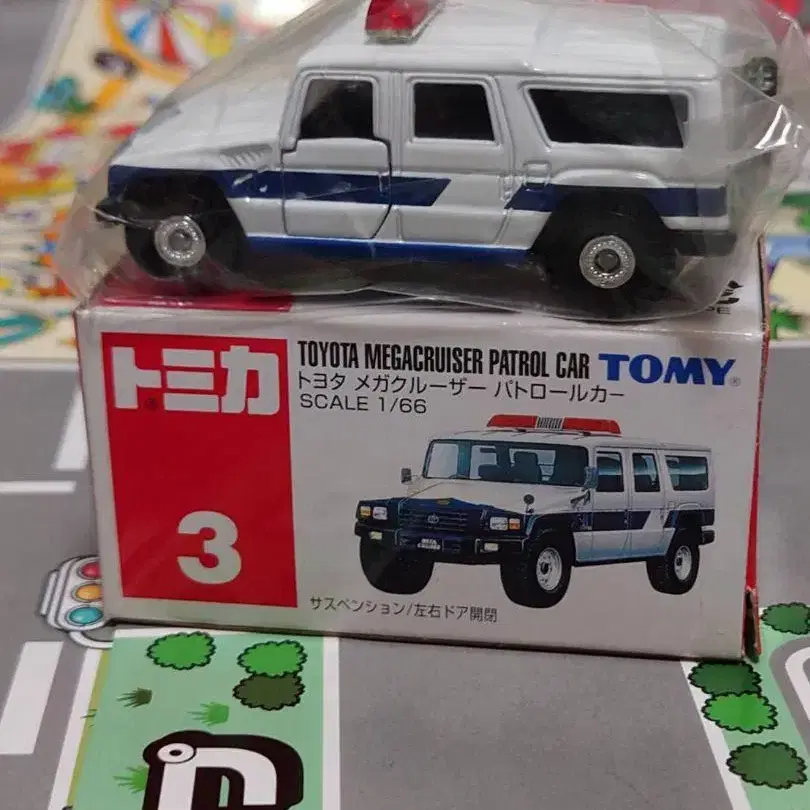 トミカ
3
TOYOTA MEGACRUISER PATROL CAR TOMY
トヨタ メガクルーザー パトロールカー
SCALE 1/66
サスペンション/左右ドア開閉